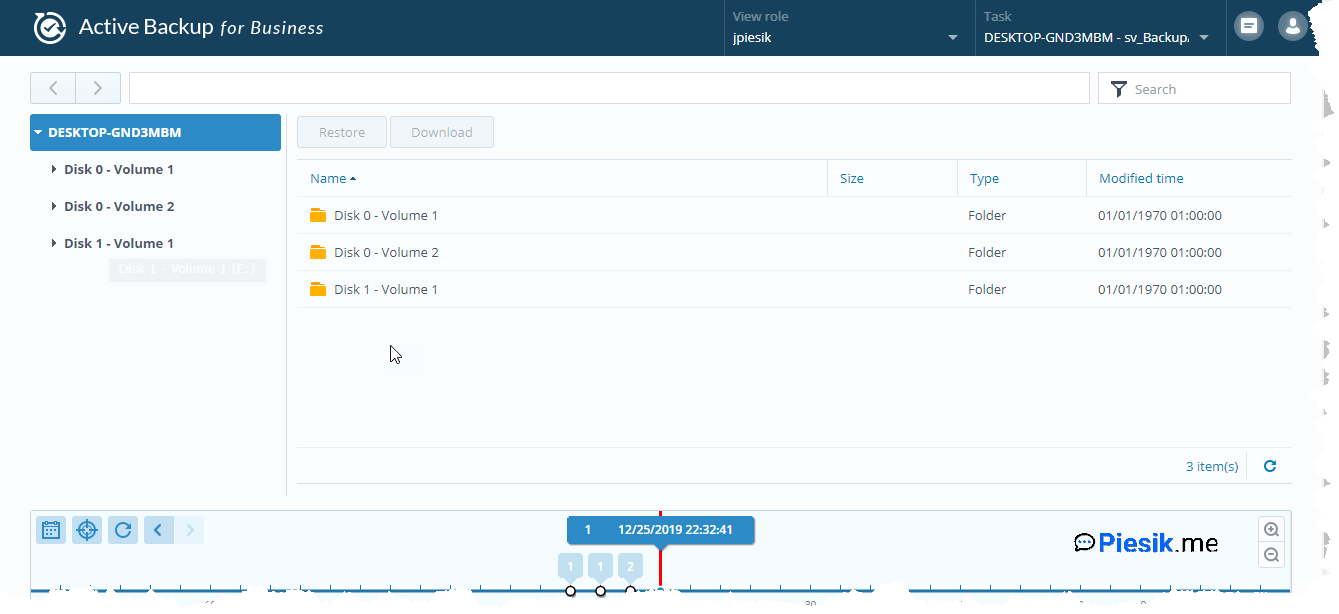 Active Backup for Business
View role
jpiesik
Task
DESKTOP-GND3MBM - sv_Backup
Search
DESKTOP-GND3MBM
Disk 0 - Volume 1
Disk 0 - Volume 2
Disk 1 - Volume 1
Disk 1 - Volume 1 (E:)
Restore
Download
Name
Size
Type
Modified time
Disk 0 - Volume 1 Folder 01/01/1970 01:00:00
Disk 0 - Volume 2 Folder 01/01/1970 01:00:00
Disk 1 - Volume 1 Folder 01/01/1970 01:00:00
3 item(s)
1 12/25/2019 22:32:41
Piesik.me
1 1 2